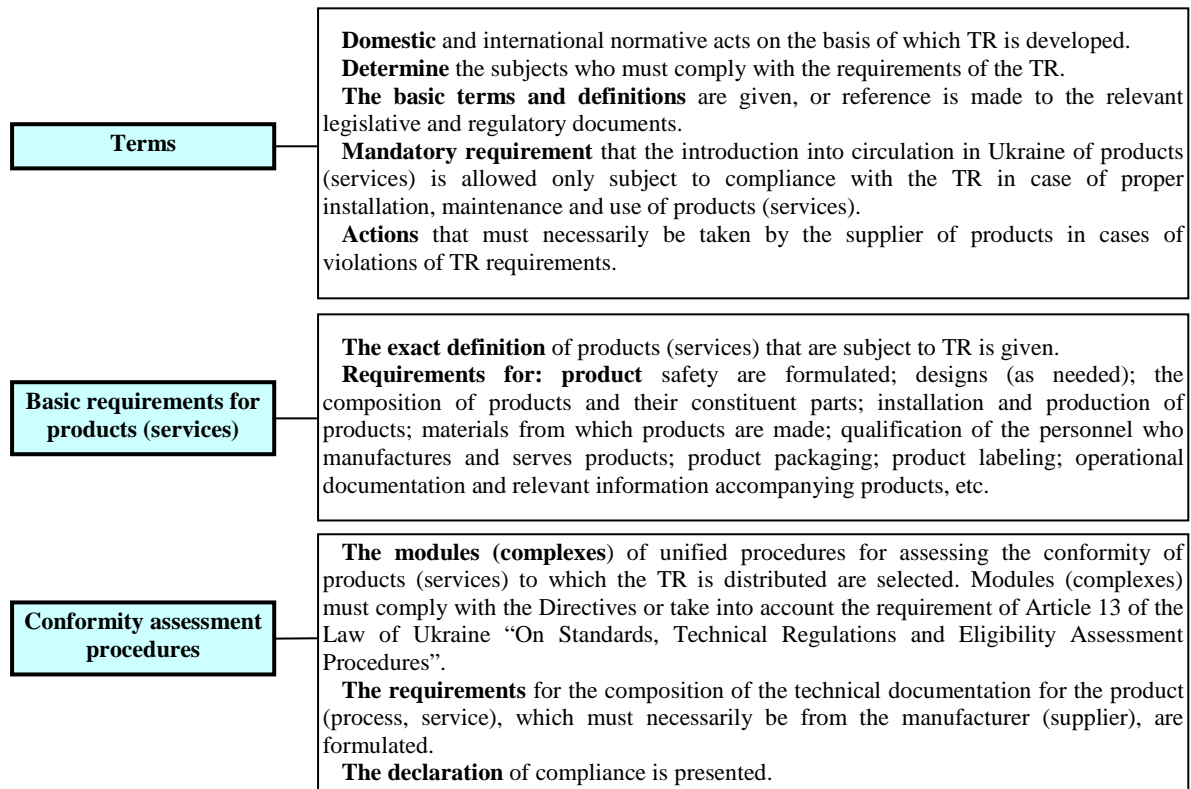 Terms
Domestic and international normative acts on the basis of which TR is developed.
Determine the subjects who must comply with the requirements of the TR.
The basic terms and definitions are given, or reference is made to the relevant
legislative and regulatory documents.
Mandatory requirement that the introduction into circulation in Ukraine of products
(services) is allowed only subject to compliance with the TR in case of proper
installation, maintenance and use of products (services).
Actions that must necessarily be taken by the supplier of products in cases of
violations of TR requirements.
Basic requirements for
products (services)
The exact definition of products (services) that are subject to TR is given.
Requirements for: product safety are formulated; designs (as needed); the
composition of products and their constituent parts; installation and production of
products; materials from which products are made; qualification of the personnel who
manufactures and serves products; product packaging; product labeling; operational
documentation and relevant information accompanying products, etc.
Conformity assessment
procedures
The modules (complexes) of unified procedures for assessing the conformity of
products (services) to which the TR is distributed are selected. Modules (complexes)
must comply with the Directives or take into account the requirement of Article 13 of the
Law of Ukraine “On Standards, Technical Regulations and Eligibility Assessment
Procedures”.
The requirements for the composition of the technical documentation for the product
(process, service), which must necessarily be from the manufacturer (supplier), are
formulated.
The declaration of compliance is presented.